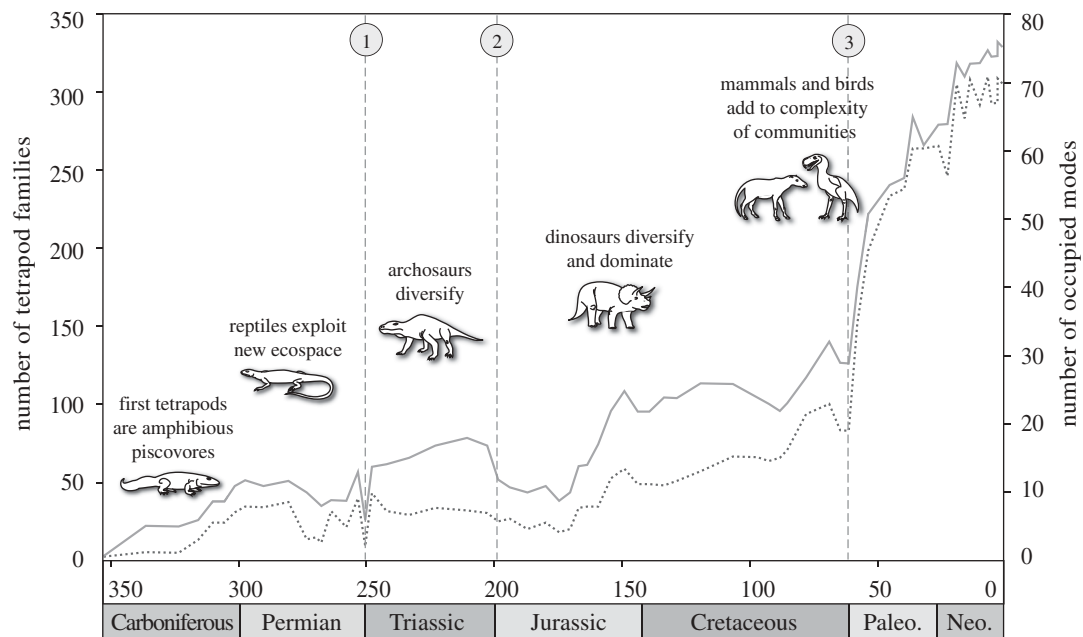 350
300
250
200
150
100
50
0
number of tetrapod families
80
70
60
50
40
30
20
10
0
number of occupied modes
1
2
3
mammals and birds
add to complexity
of communities
dinosaurs diversify
and dominate
archosaurs
diversify
reptiles exploit
new ecospace
first tetrapods
are amphibious
piscovores
350 300 250 200 150 100 50 0
Carboniferous Permian Triassic Jurassic Cretaceous Paleo. Neo.